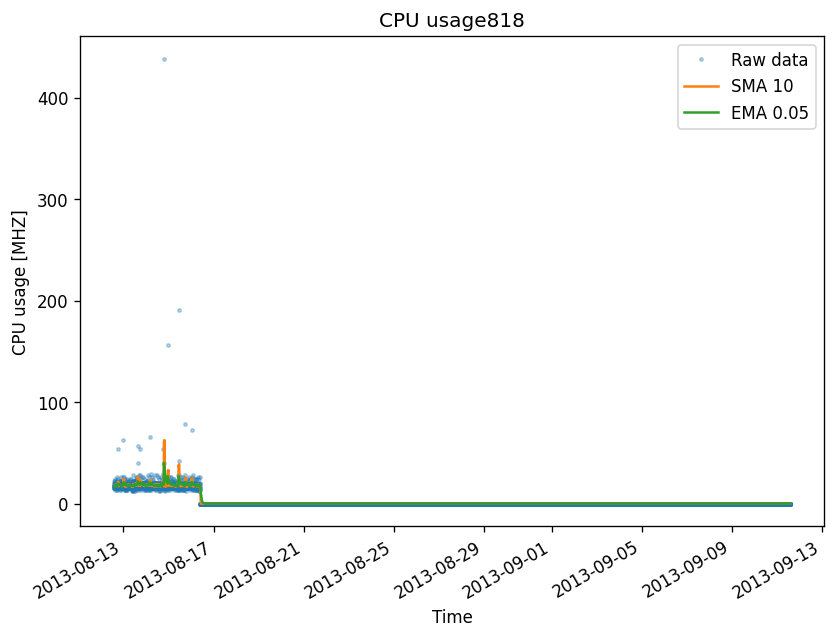 CPU usage818
Raw data
SMA 10
EMA 0.05
CPU usage [MHZ]
400
300
200
100
0
2013-08-13
2013-08-17
2013-08-21
2013-08-25
2013-08-29
2013-09-01
2013-09-05
2013-09-09
2013-09-13
Time